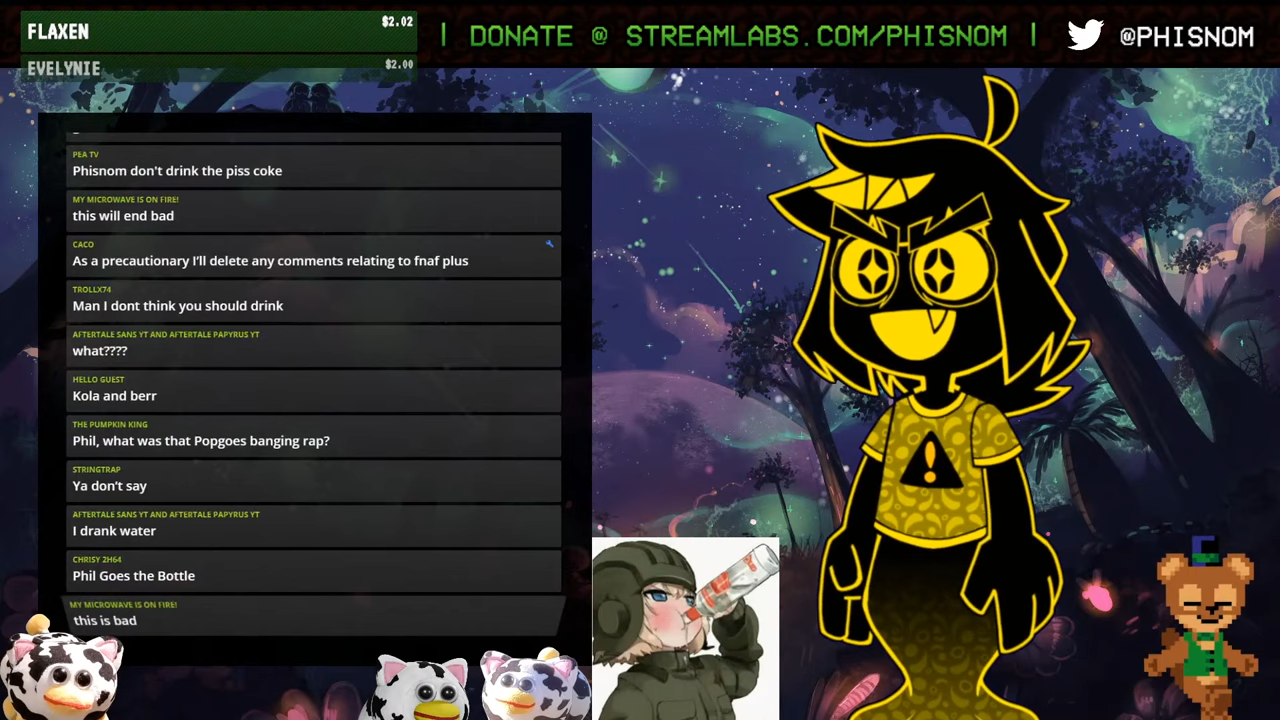 FLAXEN $2.02
EVELYNIE $2.00
| DONATE @ STREAMLABS.COM/PHISNOM | @PHISNOM
PEA TV
Phisnom don't drink the piss coke
MY MICROWAVE IS ON FIRE!
this will end bad
CACO
As a precautionary I'll delete any comments relating to fnaf plus
TROLLX74
Man I dont think you should drink
AFTERTALE SANS YT AND AFTERTALE PAPYRUS YT
what????
HELLO GUEST
Kola and berr
THE PUMPKIN KING
Phil, what was that Popgoes banging rap?
STRINGTRAP
Ya don't say
AFTERTALE SANS YT AND AFTERTALE PAPYRUS YT
I drank water
CHRISY 2H64
Phil Goes the Bottle
MY MICROWAVE IS ON FIRE!
this is bad
!